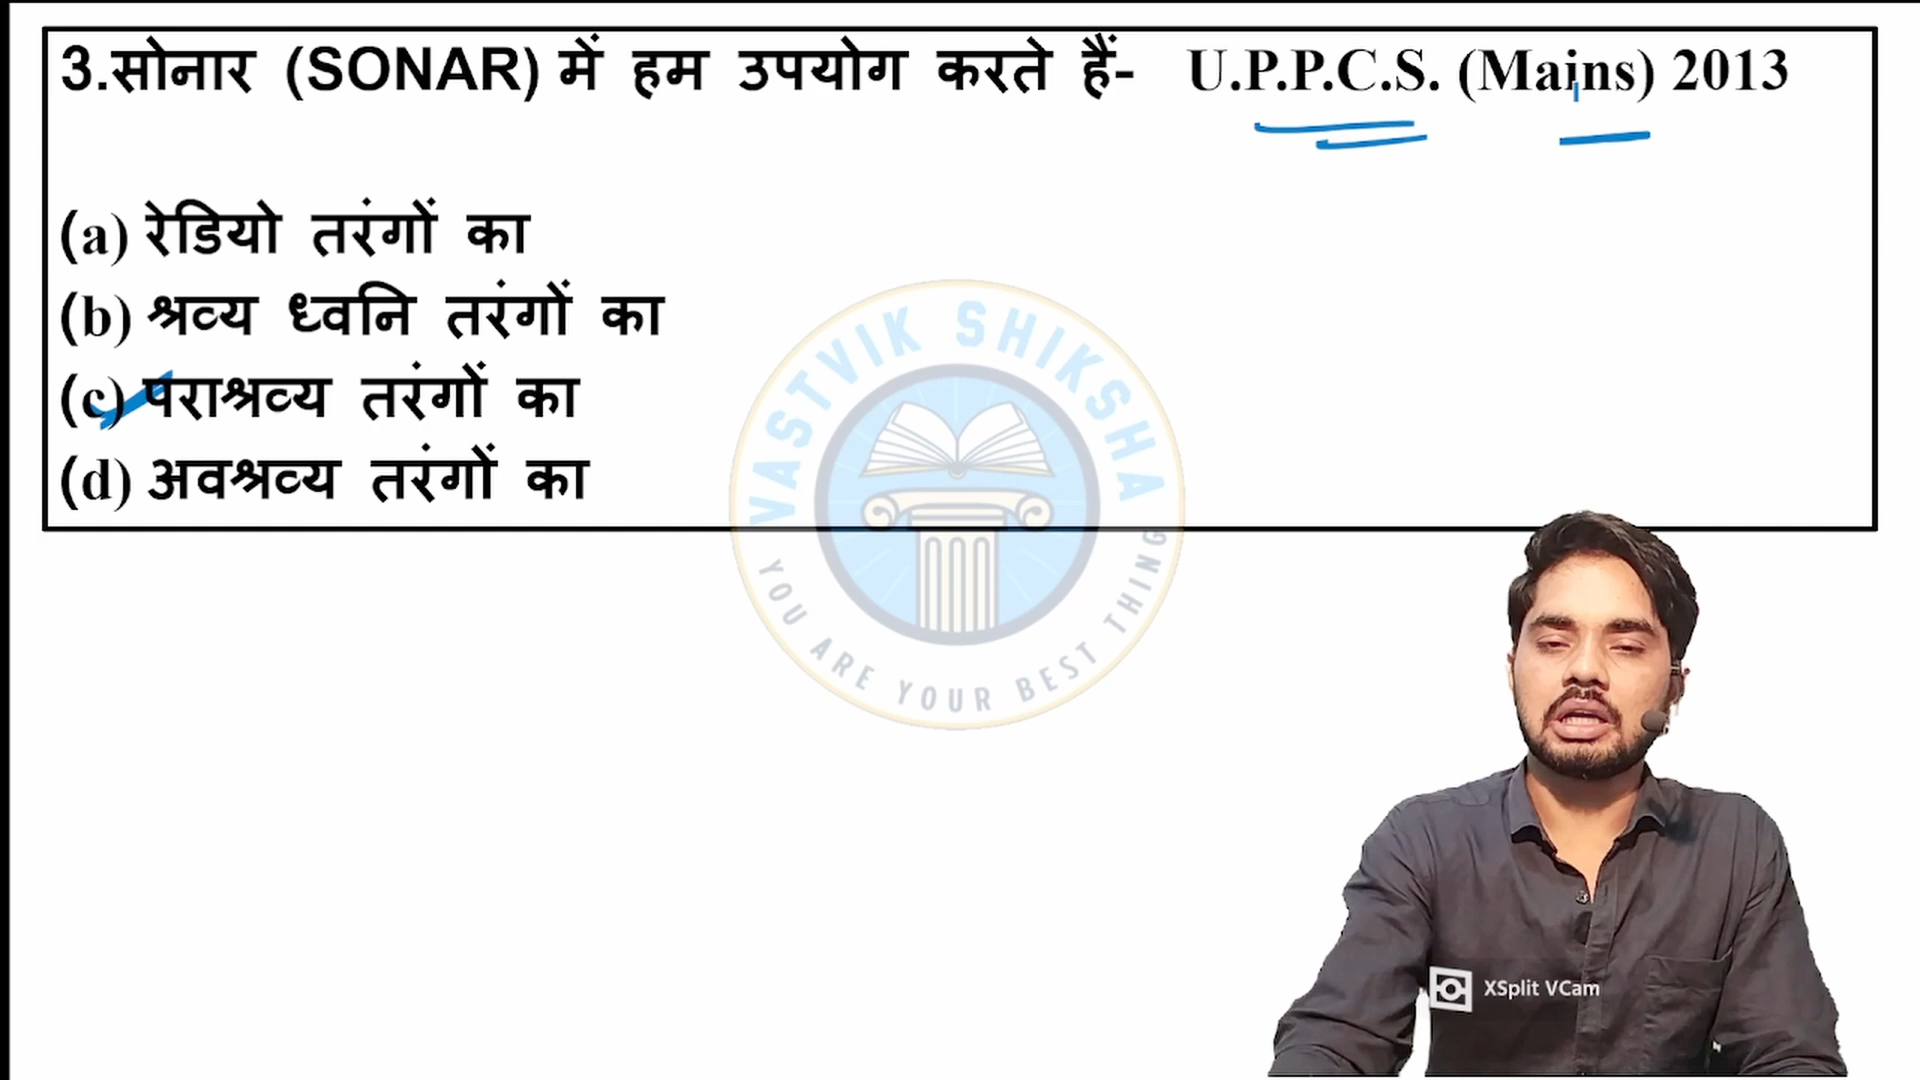 3.सोनार (SONAR) में हम उपयोग करते हैं- U.P.P.C.S. (Mains) 2013
(a) रेडियो तरंगों का
(b) श्रव्य ध्वनि तरंगों का
(c) पराश्रव्य तरंगों का
(d) अवश्रव्य तरंगों का
VASTVIK SHIKSHA
YOU ARE YOUR BEST THING
XSplit VCam